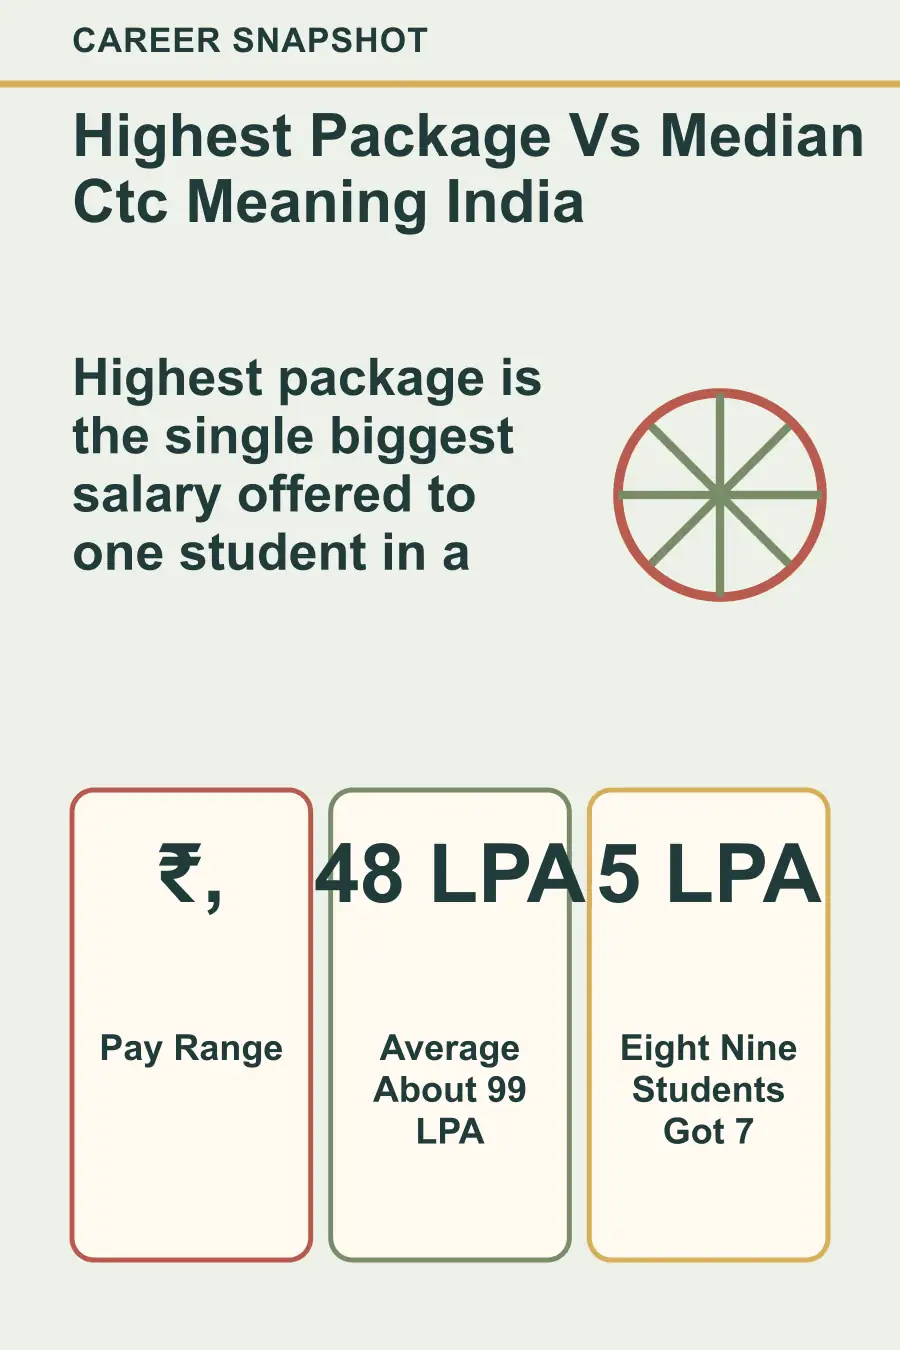 CAREER SNAPSHOT
Highest Package Vs Median
Ctc Meaning India
Highest package is
the single biggest
salary offered to
one student in a
₹,
Pay Range
48 LPA
Average
About 99
LPA
5 LPA
Eight Nine
Students
Got 7